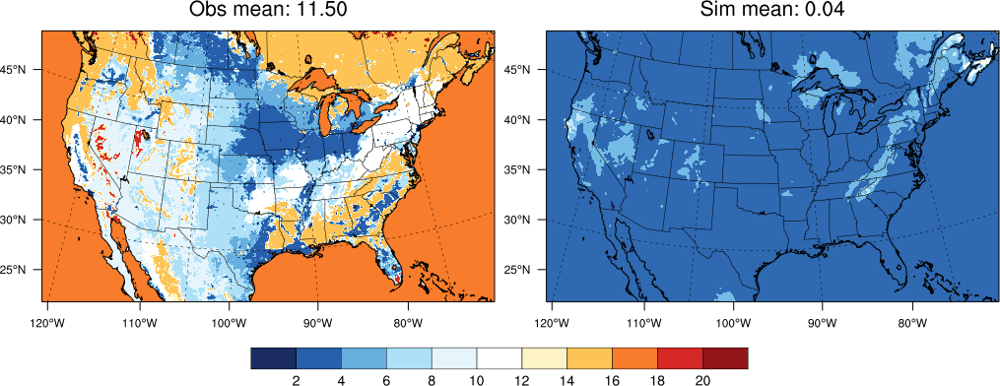 Obs mean: 11.50 Sim mean: 0.04
45°N 45°N
40°N 40°N
35°N 35°N
30°N 30°N
25°N 25°N
120°W 110°W 100°W 90°W 80°W 120°W 110°W 100°W 90°W 80°W
2 4 6 8 10 12 14 16 18 20